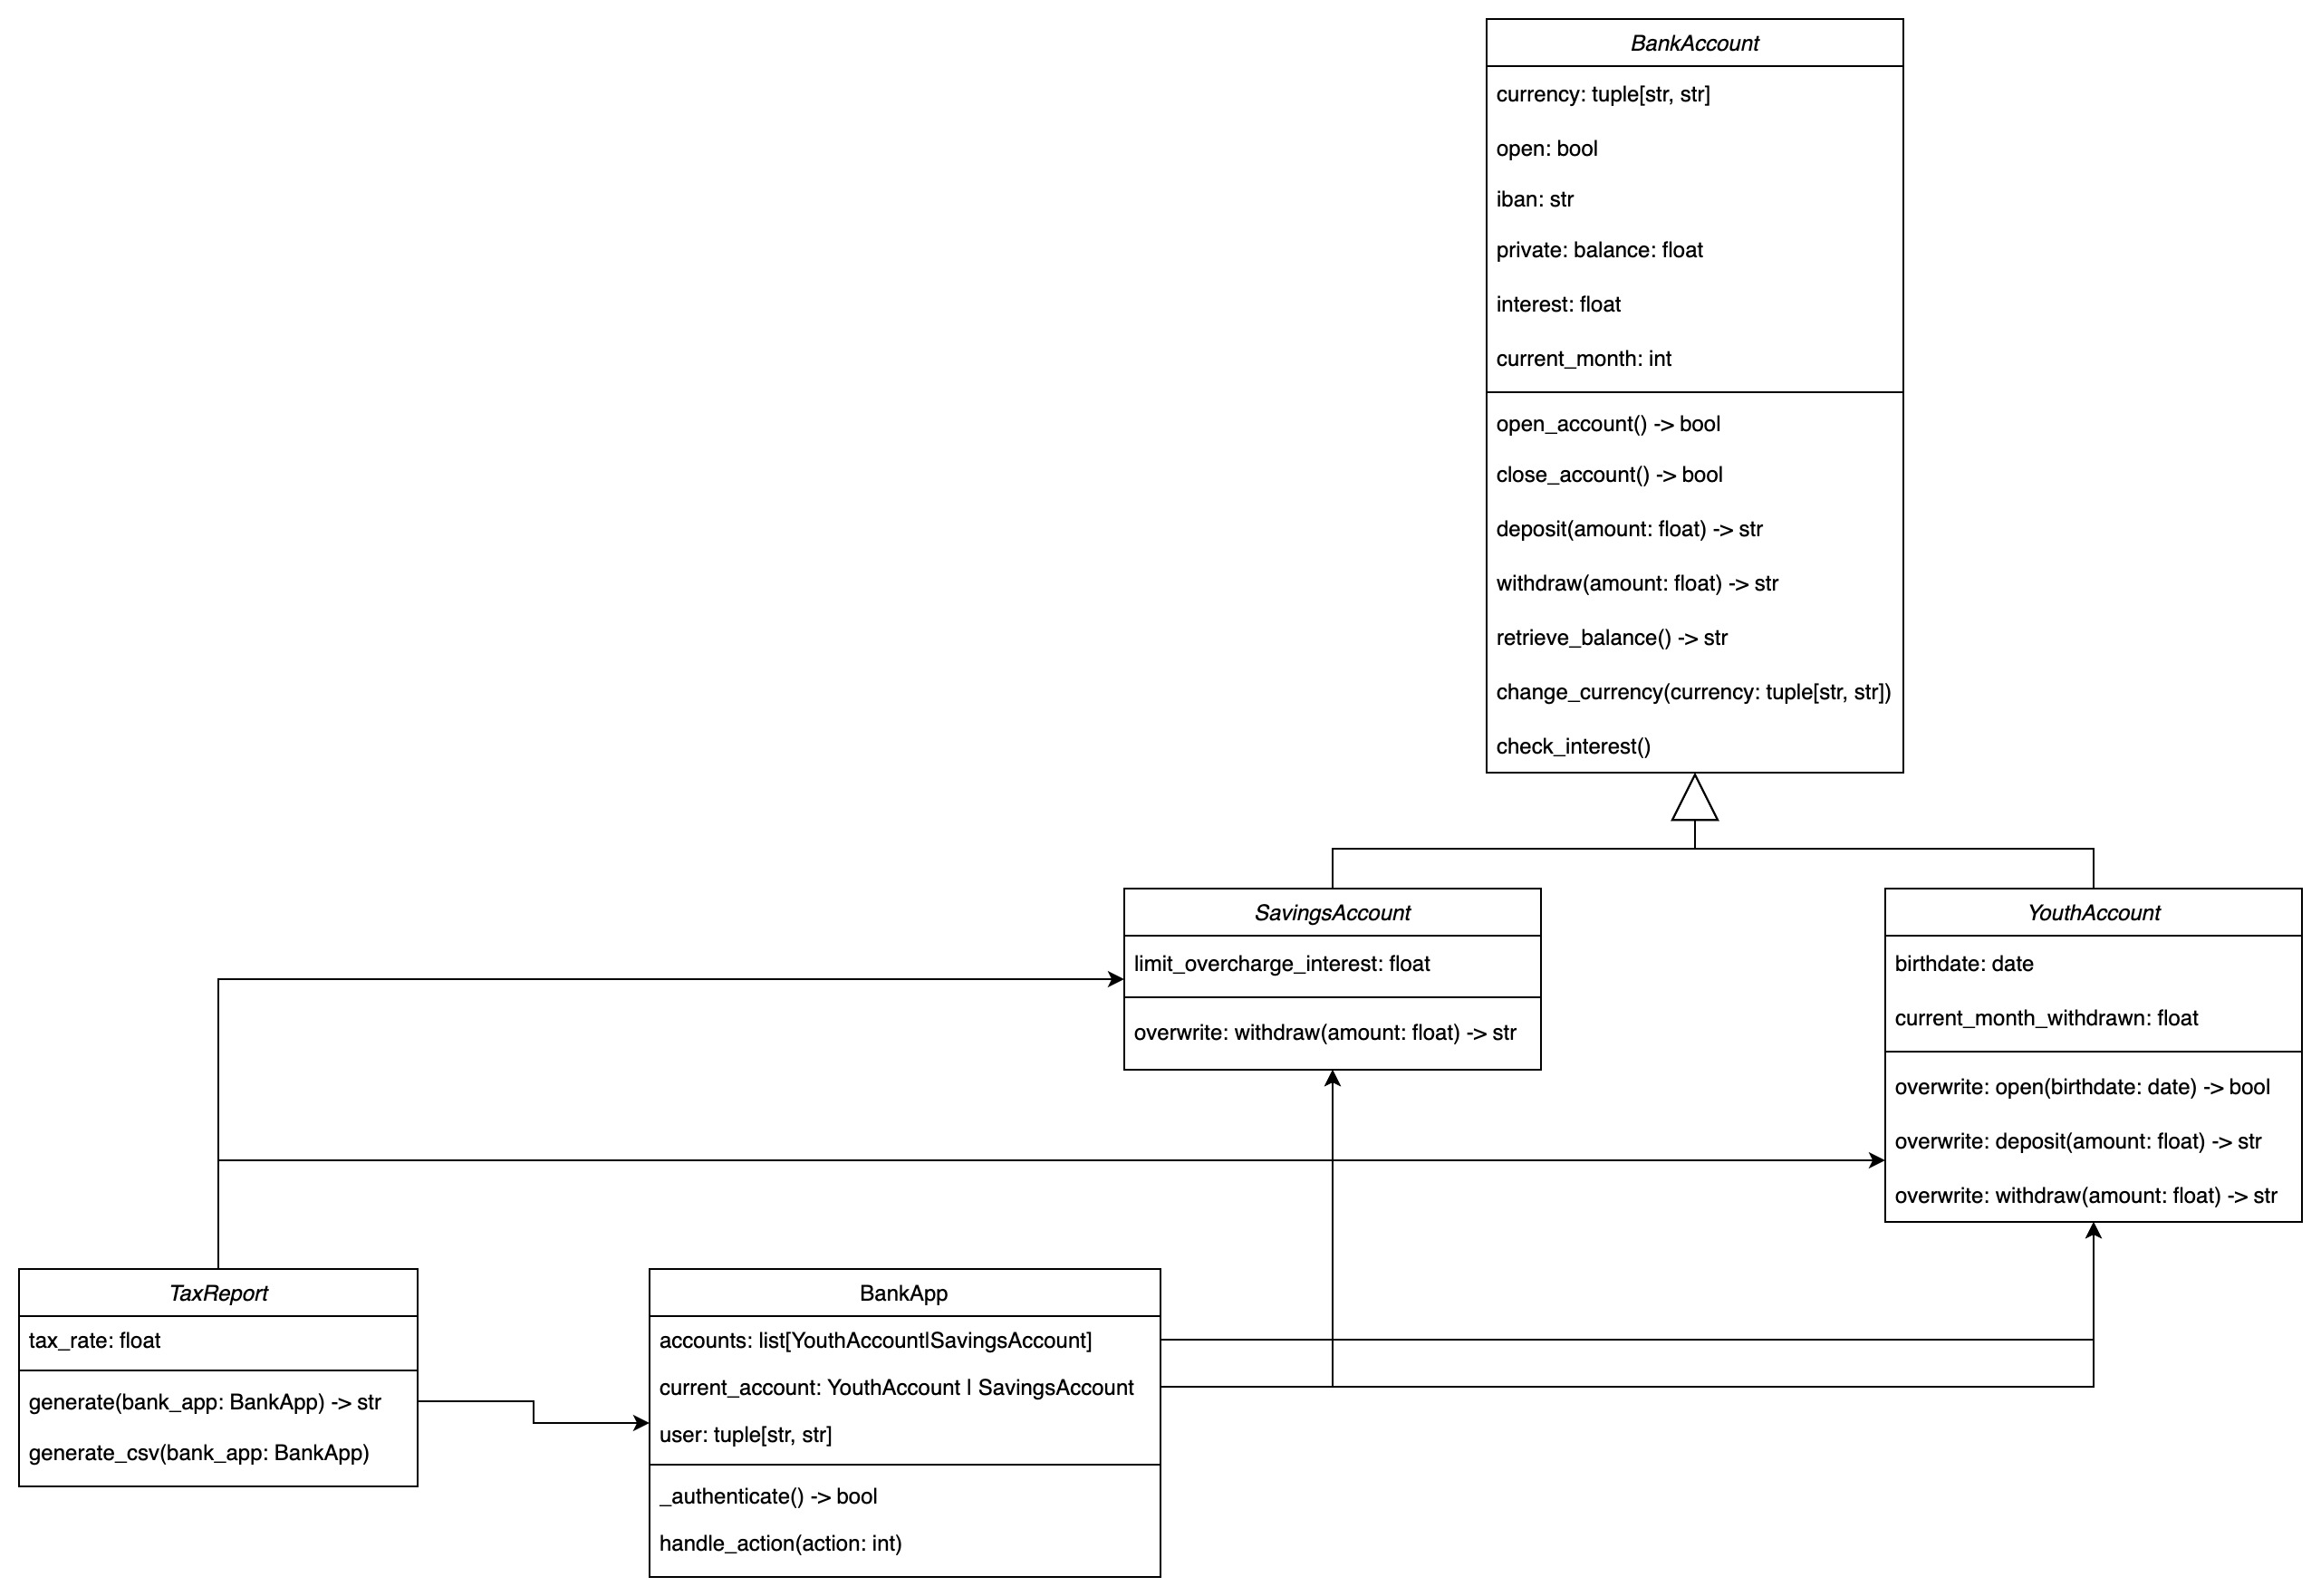 BankAccount
currency: tuple[str, str]
open: bool
iban: str
private: balance: float
interest: float
current_month: int
open_account() -> bool
close_account() -> bool
deposit(amount: float) -> str
withdraw(amount: float) -> str
retrieve_balance() -> str
change_currency(currency: tuple[str, str])
check_interest()
SavingsAccount
limit_overcharge_interest: float
overwrite: withdraw(amount: float) -> str
YouthAccount
birthdate: date
current_month_withdrawn: float
overwrite: open(birthdate: date) -> bool
overwrite: deposit(amount: float) -> str
overwrite: withdraw(amount: float) -> str
TaxReport
tax_rate: float
generate(bank_app: BankApp) -> str
generate_csv(bank_app: BankApp)
BankApp
accounts: list[YouthAccount|SavingsAccount]
current_account: YouthAccount | SavingsAccount
user: tuple[str, str]
_authenticate() -> bool
handle_action(action: int)